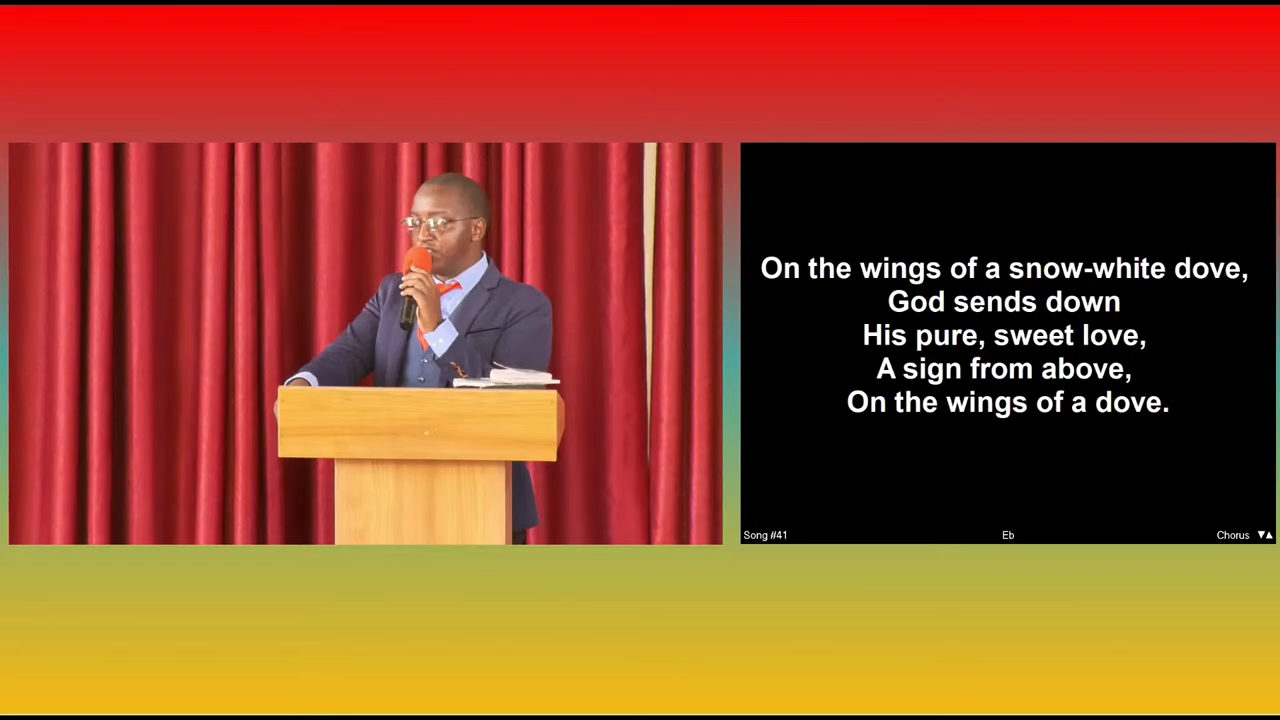 On the wings of a snow-white dove,
God sends down
His pure, sweet love,
A sign from above,
On the wings of a dove.
Song #41
Eb
Chorus ▼▲